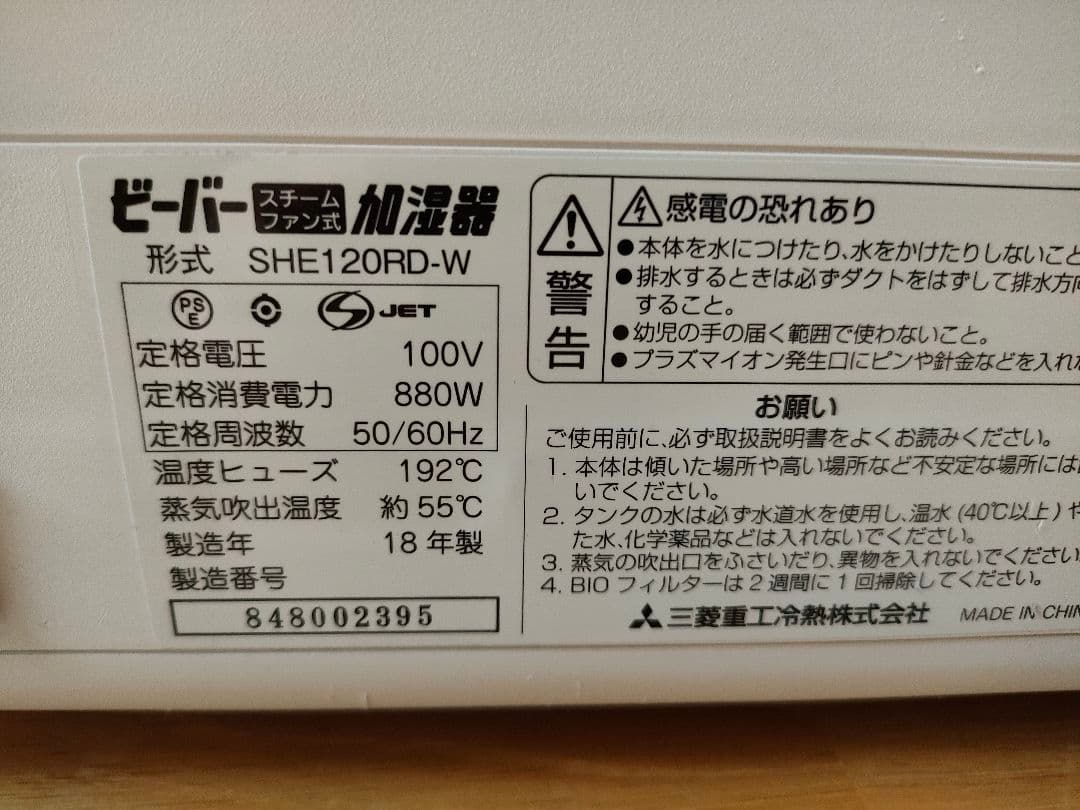 ビーバー スチームファン式 加湿器
形式 SHE120RD-W
PSE JET
定格電圧 100V
定格消費電力 880W
定格周波数 50/60Hz
温度ヒューズ 192℃
蒸気吹出温度 約55℃
製造年 18年製
製造番号
848002395
警告
感電の恐れあり
●本体を水につけたり、水をかけたりしないこと
●排水するときは必ずダクトをはずして排水方向
すること。
●幼児の手の届く範囲で使わないこと。
●プラズマイオン発生口にピンや針金などを入れ
お願い
ご使用前に、必ず取扱説明書をよくお読みください。
1. 本体は傾いた場所や高い場所など不安定な場所には
いでください。
2. タンクの水は必ず水道水を使用し、温水(40℃以上)や
た水、化学薬品などは入れないでください。
3. 蒸気の吹出口をふさいだり、異物を入れないでください
4. BIOフィルターは2週間に1回掃除してください。
三菱重工冷熱株式会社 MADE IN CHIN